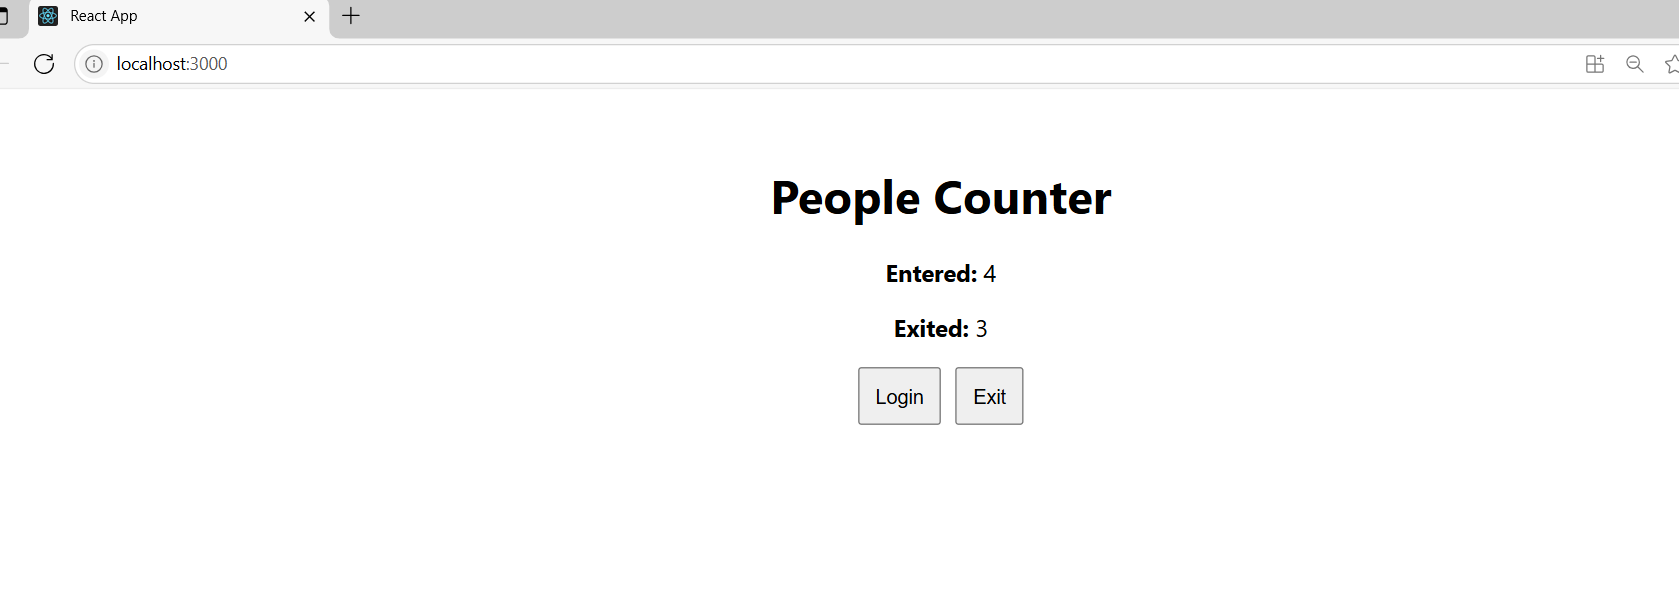 React App
localhost:3000
People Counter
Entered: 4
Exited: 3
Login Exit